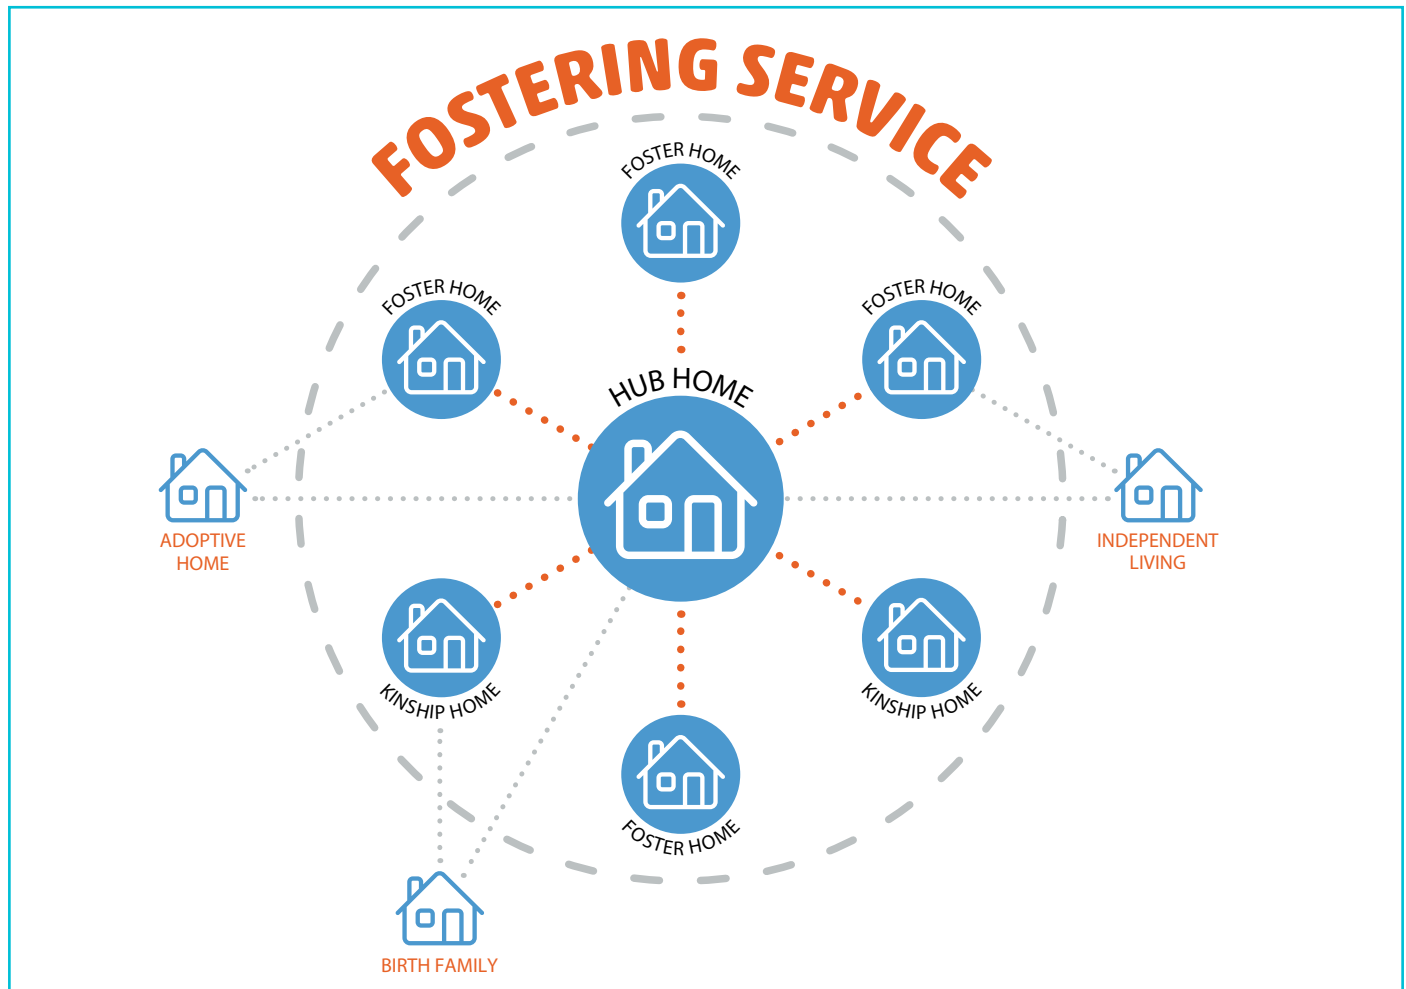 FOSTERING SERVICE
FOSTER HOME
FOSTER HOME
FOSTER HOME
HUB HOME
ADOPTIVE
HOME
INDEPENDENT
LIVING
KINSHIP HOME
KINSHIP HOME
FOSTER HOME
BIRTH FAMILY